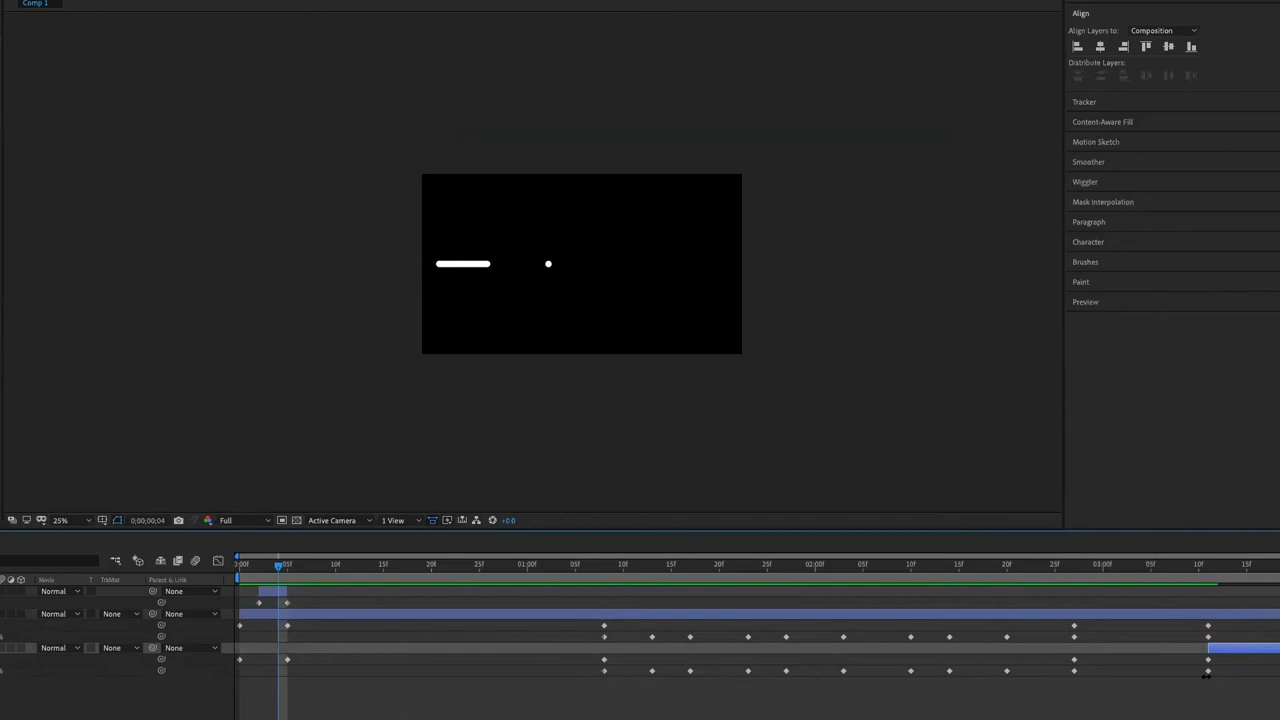 Comp 1
Align
Align Layers to: Composition
Distribute Layers:
Tracker
Content-Aware Fill
Motion Sketch
Smoother
Wiggler
Mask Interpolation
Paragraph
Character
Brushes
Paint
Preview
25% 0;00;00;04 Full Active Camera 1 View +0.0
0:00f 05f 10f 15f 20f 25f 01:00f 05f 10f 15f 20f 25f 02:00f 05f 10f 15f 20f 25f 03:00f 05f 10f 15f
Mode T TrkMat Parent & Link
Normal None
Normal None None
%
Normal None None
%